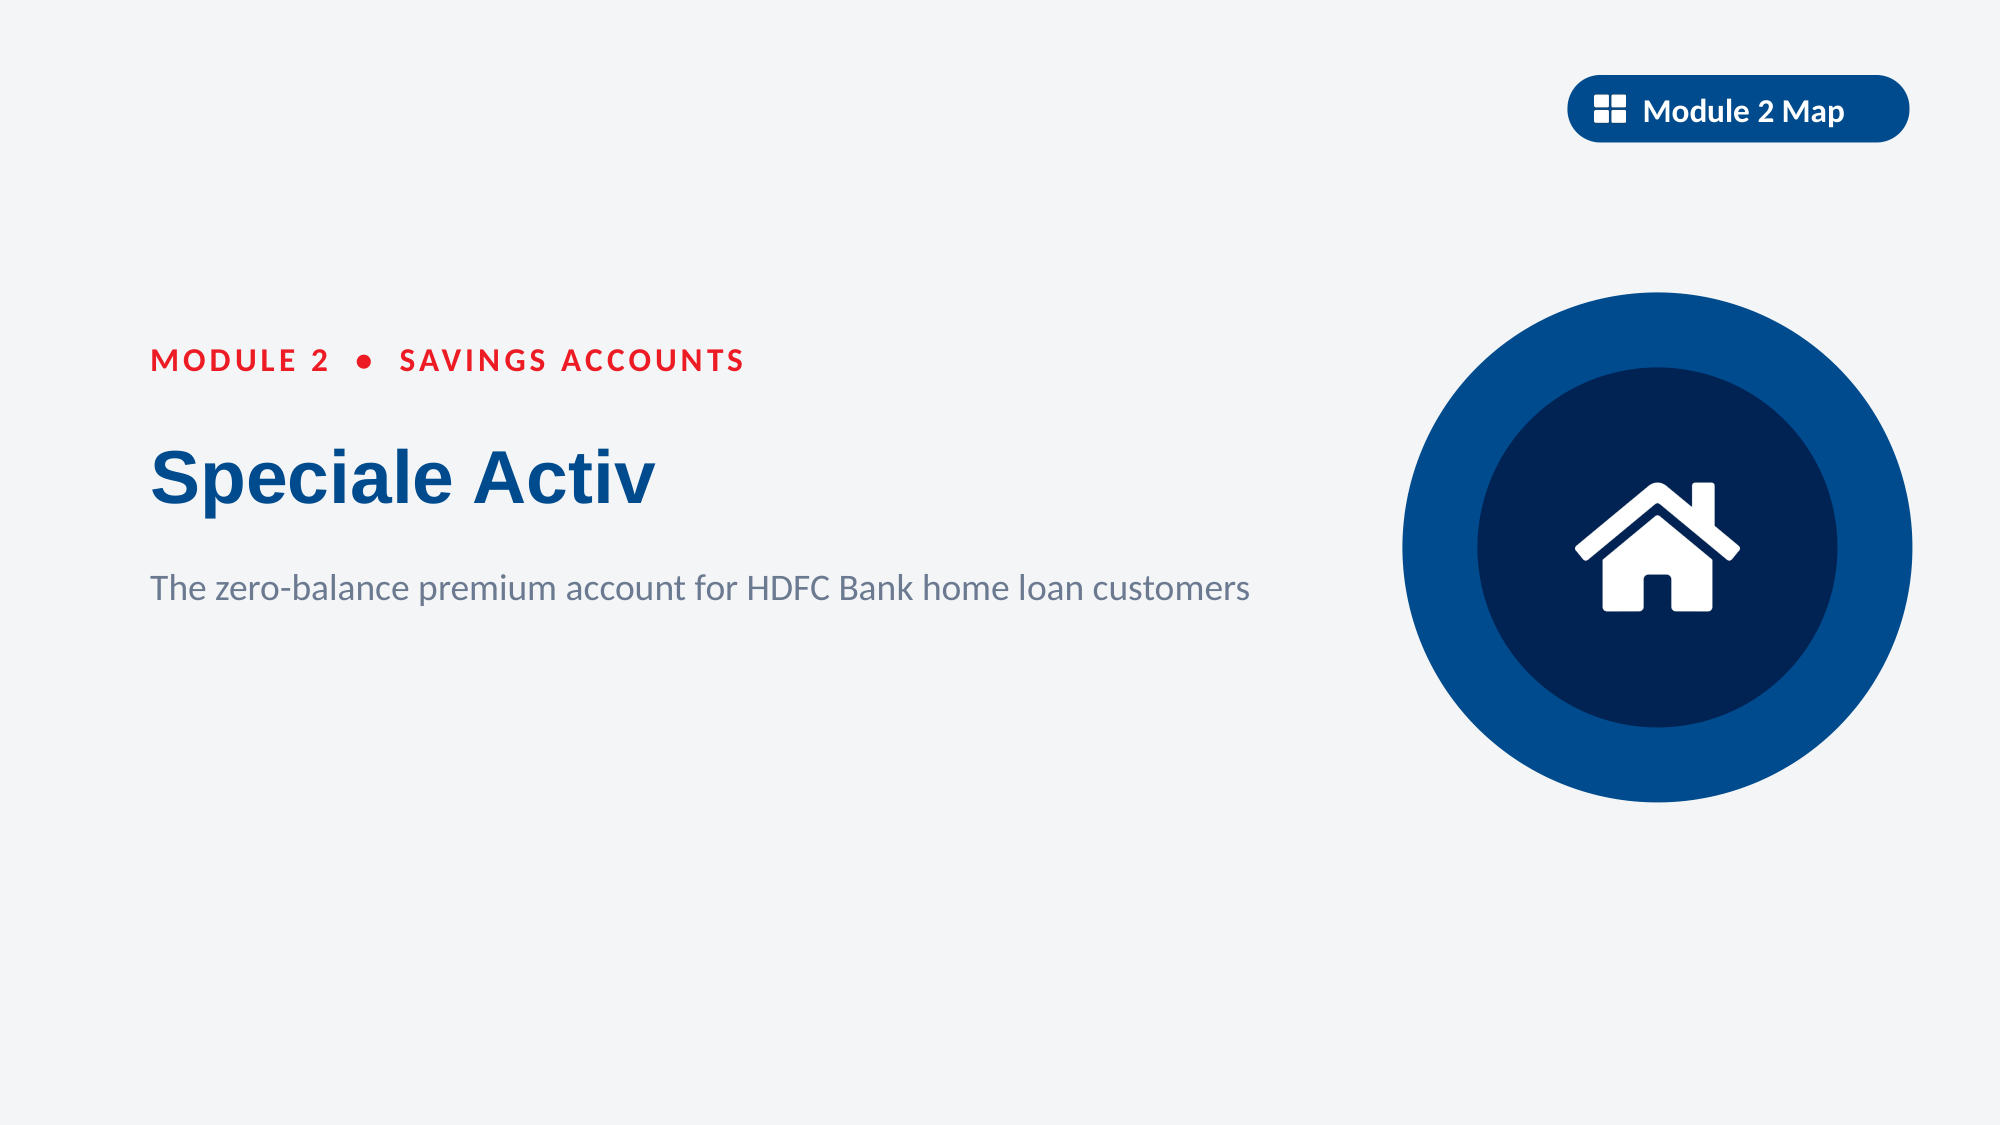 Module 2 Map
MODULE 2 ● SAVINGS ACCOUNTS
Speciale Activ
The zero-balance premium account for HDFC Bank home loan customers